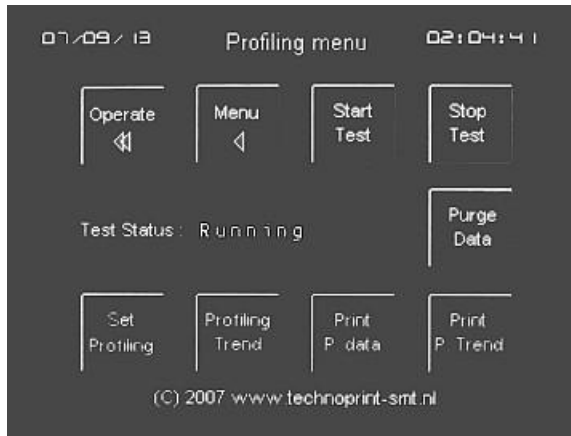 07/09/13 Profiling menu 02:04:41
Operate Menu Start Test Stop Test
Test Status: Running Purge Data
Set Profiling Profiling Trend Print P. data Print P. Trend
(C) 2007 www.technoprint-smt.nl